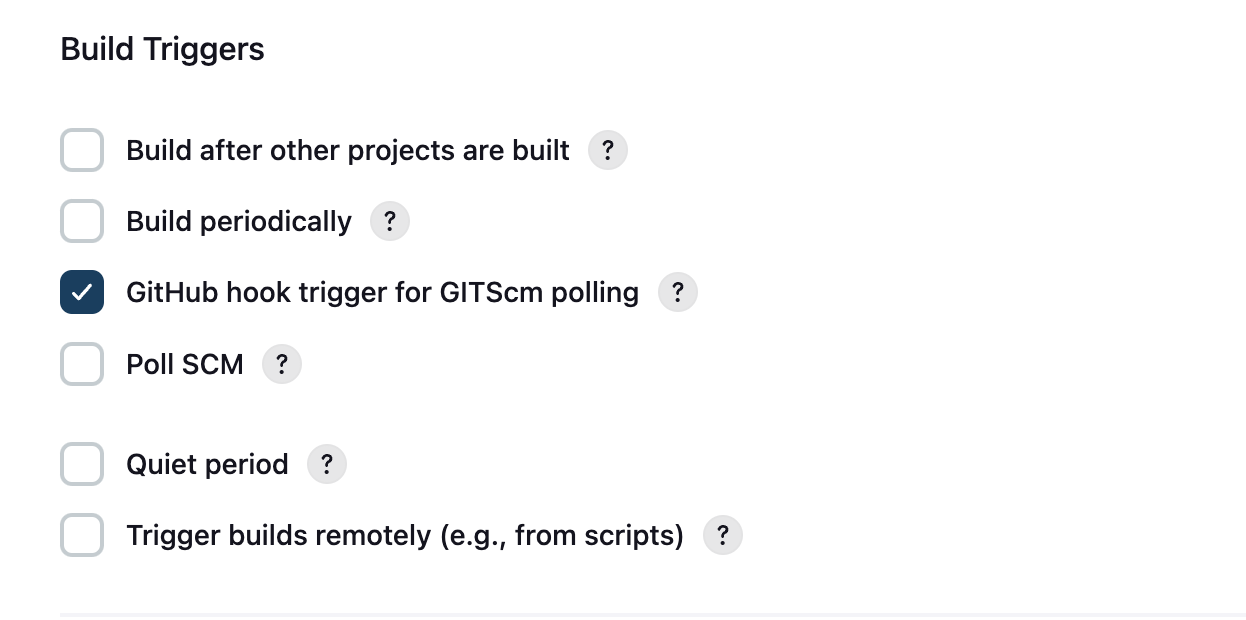 Build Triggers
Build after other projects are built ?
Build periodically ?
GitHub hook trigger for GITScm polling ?
Poll SCM ?
Quiet period ?
Trigger builds remotely (e.g., from scripts) ?